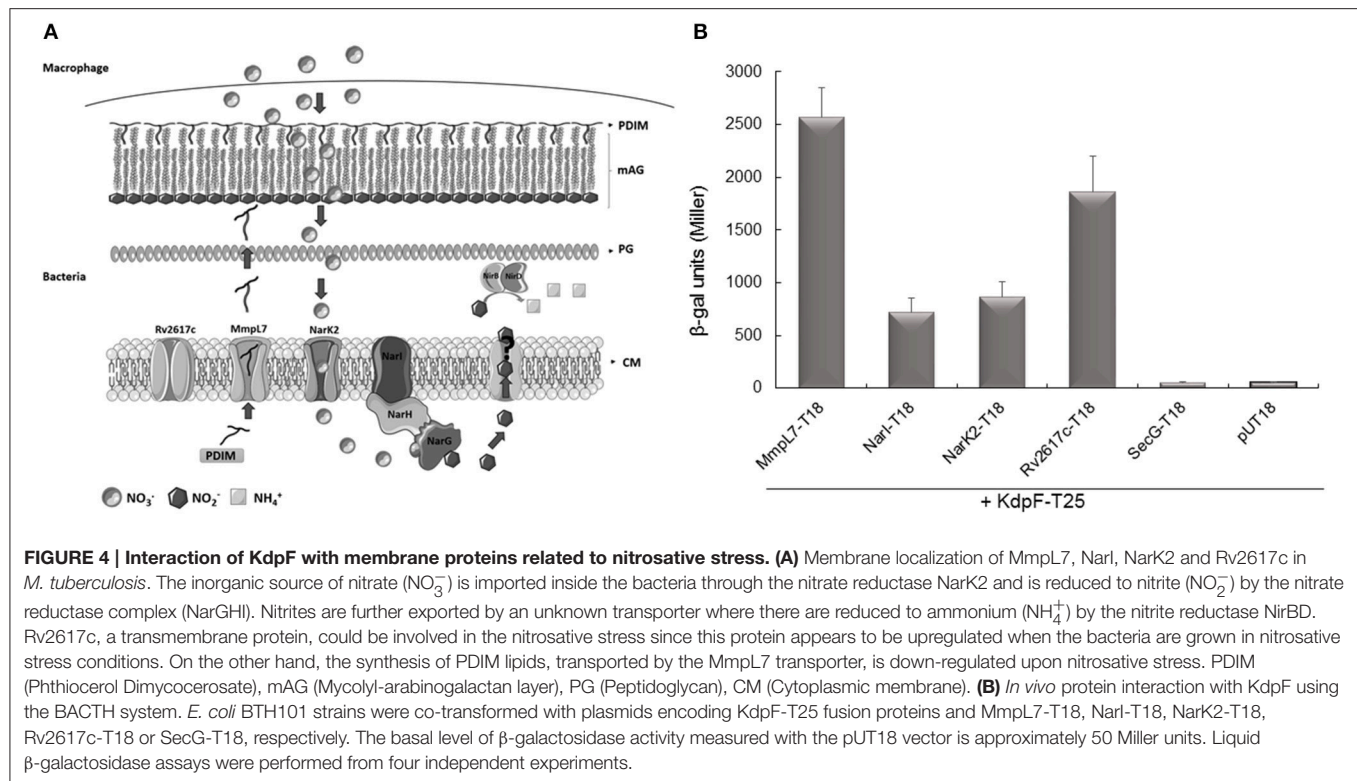 A
Macrophage
PDIM
mAG
PG
Bacteria
NirB NirD
Rv2617c MmpL7 NarK2
NarI
?
CM
NarH
NarG
PDIM
NO3- NO2- NH4+
B
3000
2500
2000
1500
1000
500
0
β-gal units (Miller)
MmpL7-T18
NarI-T18
NarK2-T18
Rv2617c-T18
SecG-T18
pUT18
+ KdpF-T25
FIGURE 4 | Interaction of KdpF with membrane proteins related to nitrosative stress. (A) Membrane localization of MmpL7, NarI, NarK2 and Rv2617c in
M. tuberculosis. The inorganic source of nitrate (NO3−) is imported inside the bacteria through the nitrate reductase NarK2 and is reduced to nitrite (NO2−) by the nitrate
reductase complex (NarGHI). Nitrites are further exported by an unknown transporter where there are reduced to ammonium (NH4+) by the nitrite reductase NirBD.
Rv2617c, a transmembrane protein, could be involved in the nitrosative stress since this protein appears to be upregulated when the bacteria are grown in nitrosative
stress conditions. On the other hand, the synthesis of PDIM lipids, transported by the MmpL7 transporter, is down-regulated upon nitrosative stress. PDIM
(Phthiocerol Dimycocerosate), mAG (Mycolyl-arabinogalactan layer), PG (Peptidoglycan), CM (Cytoplasmic membrane). (B) In vivo protein interaction with KdpF using
the BACTH system. E. coli BTH101 strains were co-transformed with plasmids encoding KdpF-T25 fusion proteins and MmpL7-T18, NarI-T18, NarK2-T18,
Rv2617c-T18 or SecG-T18, respectively. The basal level of β-galactosidase activity measured with the pUT18 vector is approximately 50 Miller units. Liquid
β-galactosidase assays were performed from four independent experiments.